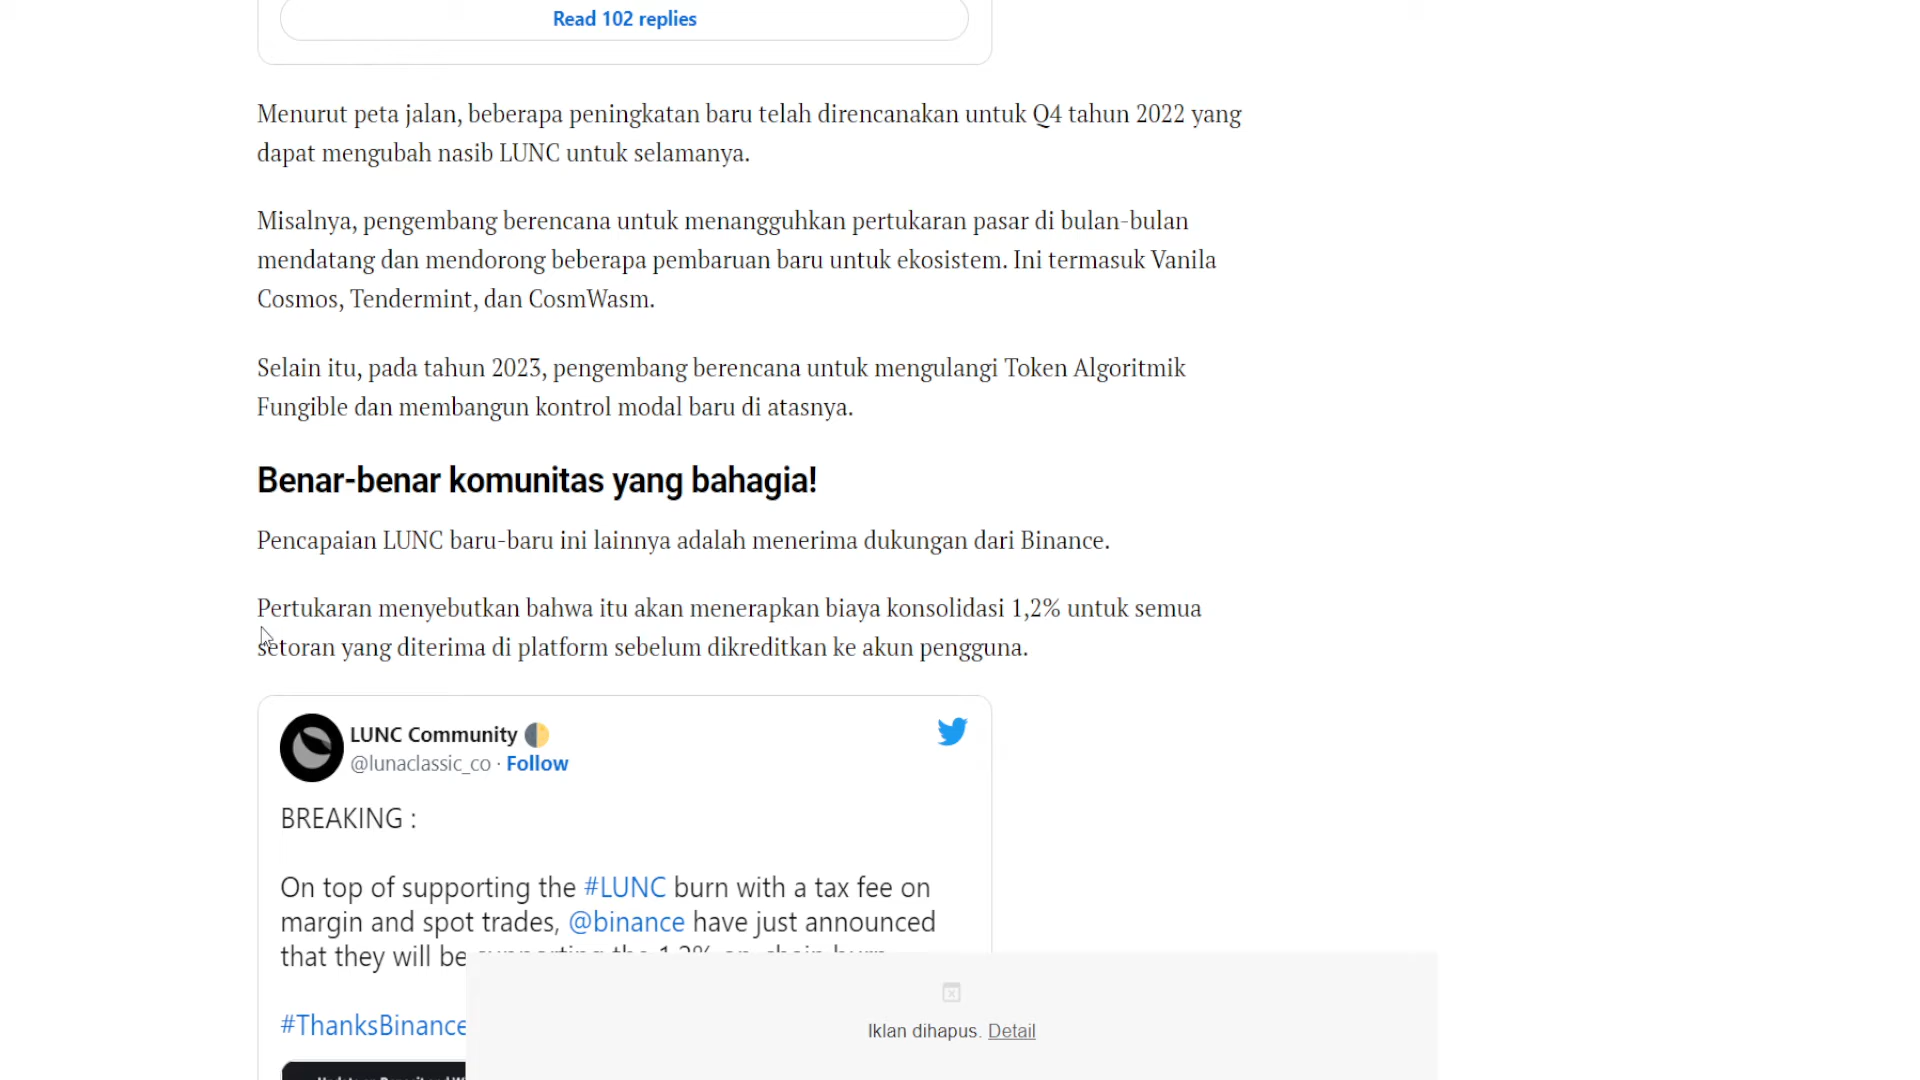 Read 102 replies
Menurut peta jalan, beberapa peningkatan baru telah direncanakan untuk Q4 tahun 2022 yang
dapat mengubah nasib LUNC untuk selamanya.
Misalnya, pengembang berencana untuk menangguhkan pertukaran pasar di bulan-bulan
mendatang dan mendorong beberapa pembaruan baru untuk ekosistem. Ini termasuk Vanila
Cosmos, Tendermint, dan CosmWasm.
Selain itu, pada tahun 2023, pengembang berencana untuk mengulangi Token Algoritmik
Fungible dan membangun kontrol modal baru di atasnya.
Benar-benar komunitas yang bahagia!
Pencapaian LUNC baru-baru ini lainnya adalah menerima dukungan dari Binance.
Pertukaran menyebutkan bahwa itu akan menerapkan biaya konsolidasi 1,2% untuk semua
setoran yang diterima di platform sebelum dikreditkan ke akun pengguna.
LUNC Community 🌗
@lunaclassic_co · Follow
BREAKING :
On top of supporting the #LUNC burn with a tax fee on
margin and spot trades, @binance have just announced
that they will be
#ThanksBinance
Iklan dihapus. Detail